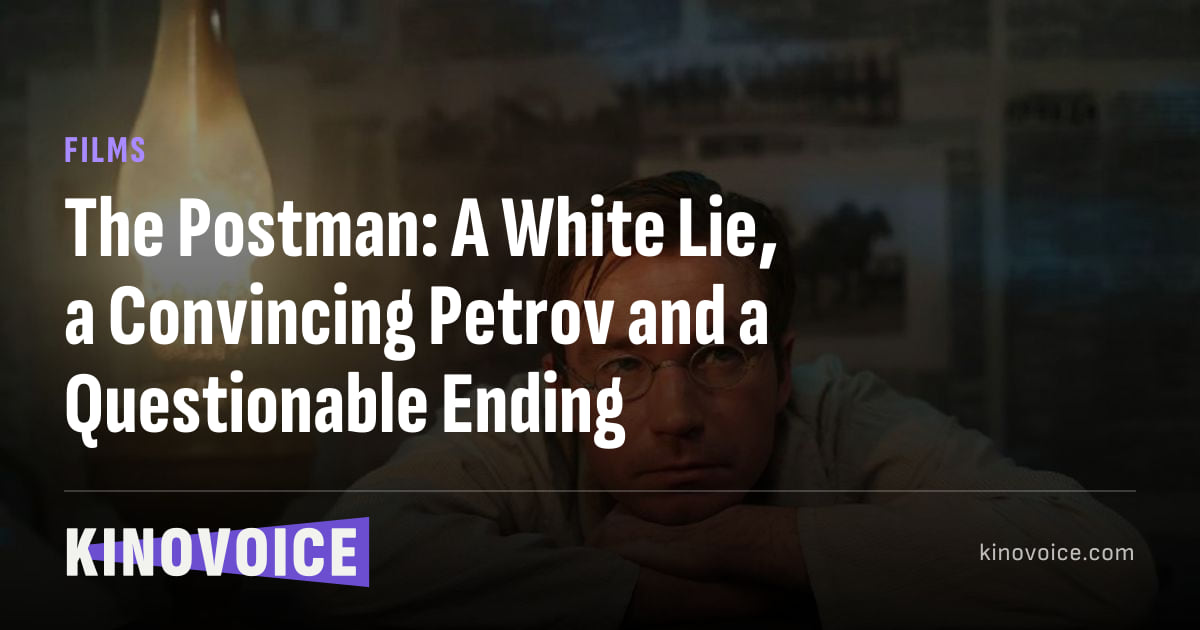 FILMS
The Postman: A White Lie,
a Convincing Petrov and a
Questionable Ending
KINOVOICE
kinovoice.com